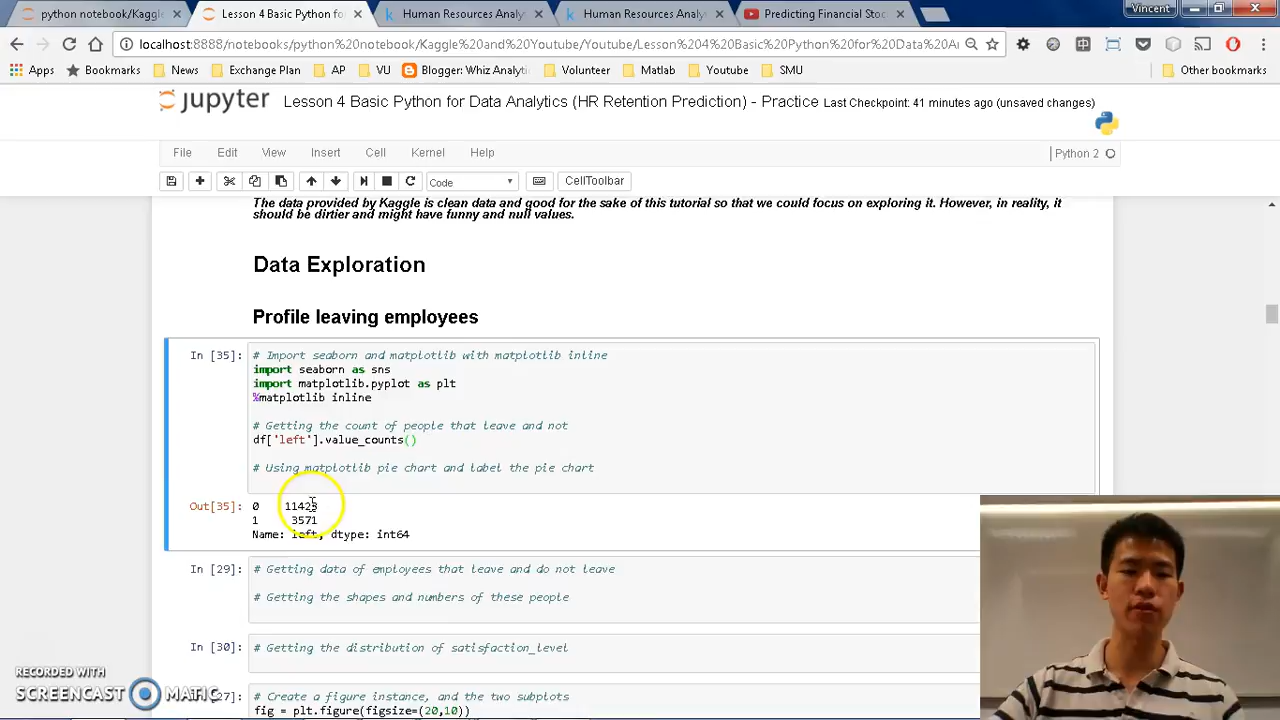 python notebook/Kaggl
Lesson 4 Basic Python fo
Human Resources Analy
Human Resources Analy
Predicting Financial Stoc
Vincent
localhost:8888/notebooks/python%20notebook/Kaggle%20and%20Youtube/Youtube/Lesson%204%20Basic%20Python%20for%20Data%20A
Apps
Bookmarks
News
Exchange Plan
AP
VU
Blogger: Whiz Analytic
Volunteer
Matlab
Youtube
SMU
Other bookmarks
jupyter Lesson 4 Basic Python for Data Analytics (HR Retention Prediction) - Practice Last Checkpoint: 41 minutes ago (unsaved changes)
File Edit View Insert Cell Kernel Help
Python 2
Code
CellToolbar
The data provided by Kaggle is clean data and good for the sake of this tutorial so that we could focus on exploring it. However, in reality, it
should be dirtier and might have funny and null values.
Data Exploration
Profile leaving employees
In [35]: # Import seaborn and matplotlib with matplotlib inline
import seaborn as sns
import matplotlib.pyplot as plt
%matplotlib inline
# Getting the count of people that leave and not
df['left'].value_counts()
# Using matplotlib pie chart and label the pie chart
Out[35]: 0 11428
1 3571
Name: left, dtype: int64
In [29]: # Getting data of employees that leave and do not leave
# Getting the shapes and numbers of these people
In [30]: # Getting the distribution of satisfaction_level
27]: # Create a figure instance, and the two subplots
fig = plt.figure(figsize=(20,10))
RECORDED WITH
SCREENCAST MATIC